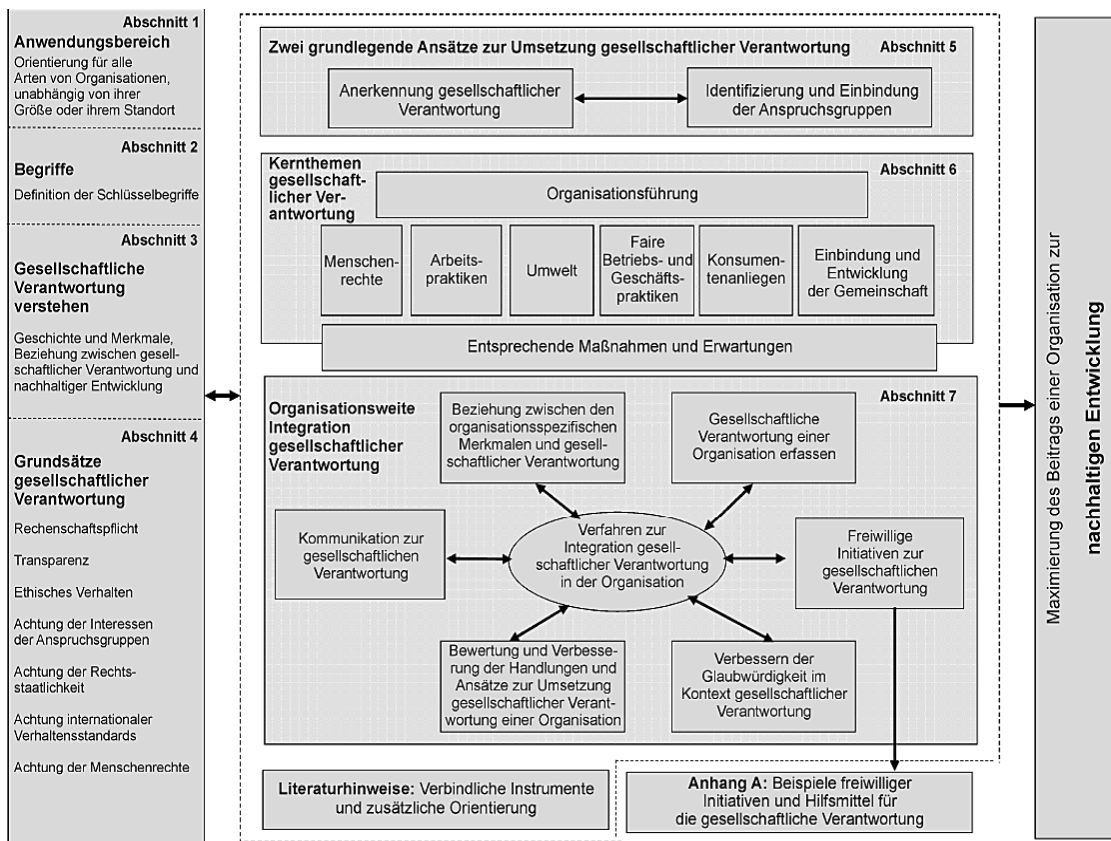 Abschnitt 1
Anwendungsbereich
Orientierung für alle
Arten von Organisationen,
unabhängig von ihrer
Größe oder ihrem Standort
Abschnitt 2
Begriffe
Definition der Schlüsselbegriffe
Abschnitt 3
Gesellschaftliche
Verantwortung
verstehen
Geschichte und Merkmale,
Beziehung zwischen gesell-
schaftlicher Verantwortung und
nachhaltiger Entwicklung
Abschnitt 4
Grundsätze
gesellschaftlicher
Verantwortung
Rechenschaftspflicht
Transparenz
Ethisches Verhalten
Achtung der Interessen
der Anspruchsgruppen
Achtung der Rechts-
staatlichkeit
Achtung internationaler
Verhaltensstandards
Achtung der Menschenrechte
Zwei grundlegende Ansätze zur Umsetzung gesellschaftlicher Verantwortung
Abschnitt 5
Anerkennung gesellschaftlicher
Verantwortung
Identifizierung und Einbindung
der Anspruchsgruppen
Kernthemen
gesellschaft-
licher Ver-
antwortung
Abschnitt 6
Organisationsführung
Menschen-
rechte
Arbeits-
praktiken
Umwelt
Faire
Betriebs- und
Geschäfts-
praktiken
Konsumen-
tenanliegen
Einbindung und
Entwicklung
der Gemeinschaft
Entsprechende Maßnahmen und Erwartungen
Organisationsweite
Integration
gesellschaftlicher
Verantwortung
Abschnitt 7
Beziehung zwischen den
organisationsspezifischen
Merkmalen und gesell-
schaftlicher Verantwortung
Gesellschaftliche
Verantwortung einer
Organisation erfassen
Kommunikation zur
gesellschaftlichen
Verantwortung
Verfahren zur
Integration gesell-
schaftlicher Verantwortung
in der Organisation
Freiwillige
Initiativen zur
gesellschaftlichen
Verantwortung
Bewertung und Verbesse-
rung der Handlungen und
Ansätze zur Umsetzung
gesellschaftlicher Verant-
wortung einer Organisation
Verbessern der
Glaubwürdigkeit im
Kontext gesellschaftlicher
Verantwortung
Literaturhinweise: Verbindliche Instrumente
und zusätzliche Orientierung
Anhang A: Beispiele freiwilliger
Initiativen und Hilfsmittel für
die gesellschaftliche Verantwortung
Maximierung des Beitrags einer Organisation zur
nachhaltigen Entwicklung